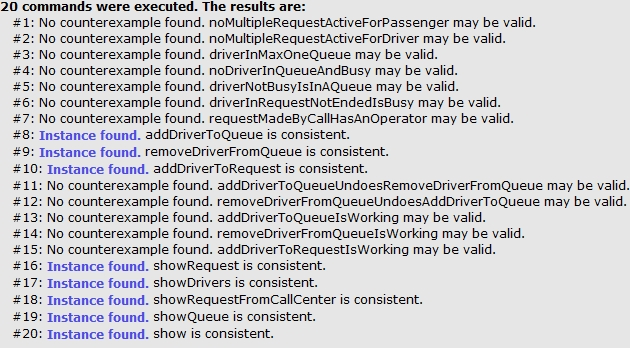 20 commands were executed. The results are:
#1: No counterexample found. noMultipleRequestActiveForPassenger may be valid.
#2: No counterexample found. noMultipleRequestActiveForDriver may be valid.
#3: No counterexample found. driverInMaxOneQueue may be valid.
#4: No counterexample found. noDriverInQueueAndBusy may be valid.
#5: No counterexample found. driverNotBusyIsInAQueue may be valid.
#6: No counterexample found. driverInRequestNotEndedIsBusy may be valid.
#7: No counterexample found. requestMadeByCallHasAnOperator may be valid.
#8: Instance found. addDriverToQueue is consistent.
#9: Instance found. removeDriverFromQueue is consistent.
#10: Instance found. addDriverToRequest is consistent.
#11: No counterexample found. addDriverToQueueUndoesRemoveDriverFromQueue may be valid.
#12: No counterexample found. removeDriverFromQueueUndoesAddDriverToQueue may be valid.
#13: No counterexample found. addDriverToQueueIsWorking may be valid.
#14: No counterexample found. removeDriverFromQueueIsWorking may be valid.
#15: No counterexample found. addDriverToRequestIsWorking may be valid.
#16: Instance found. showRequest is consistent.
#17: Instance found. showDrivers is consistent.
#18: Instance found. showRequestFromCallCenter is consistent.
#19: Instance found. showQueue is consistent.
#20: Instance found. show is consistent.